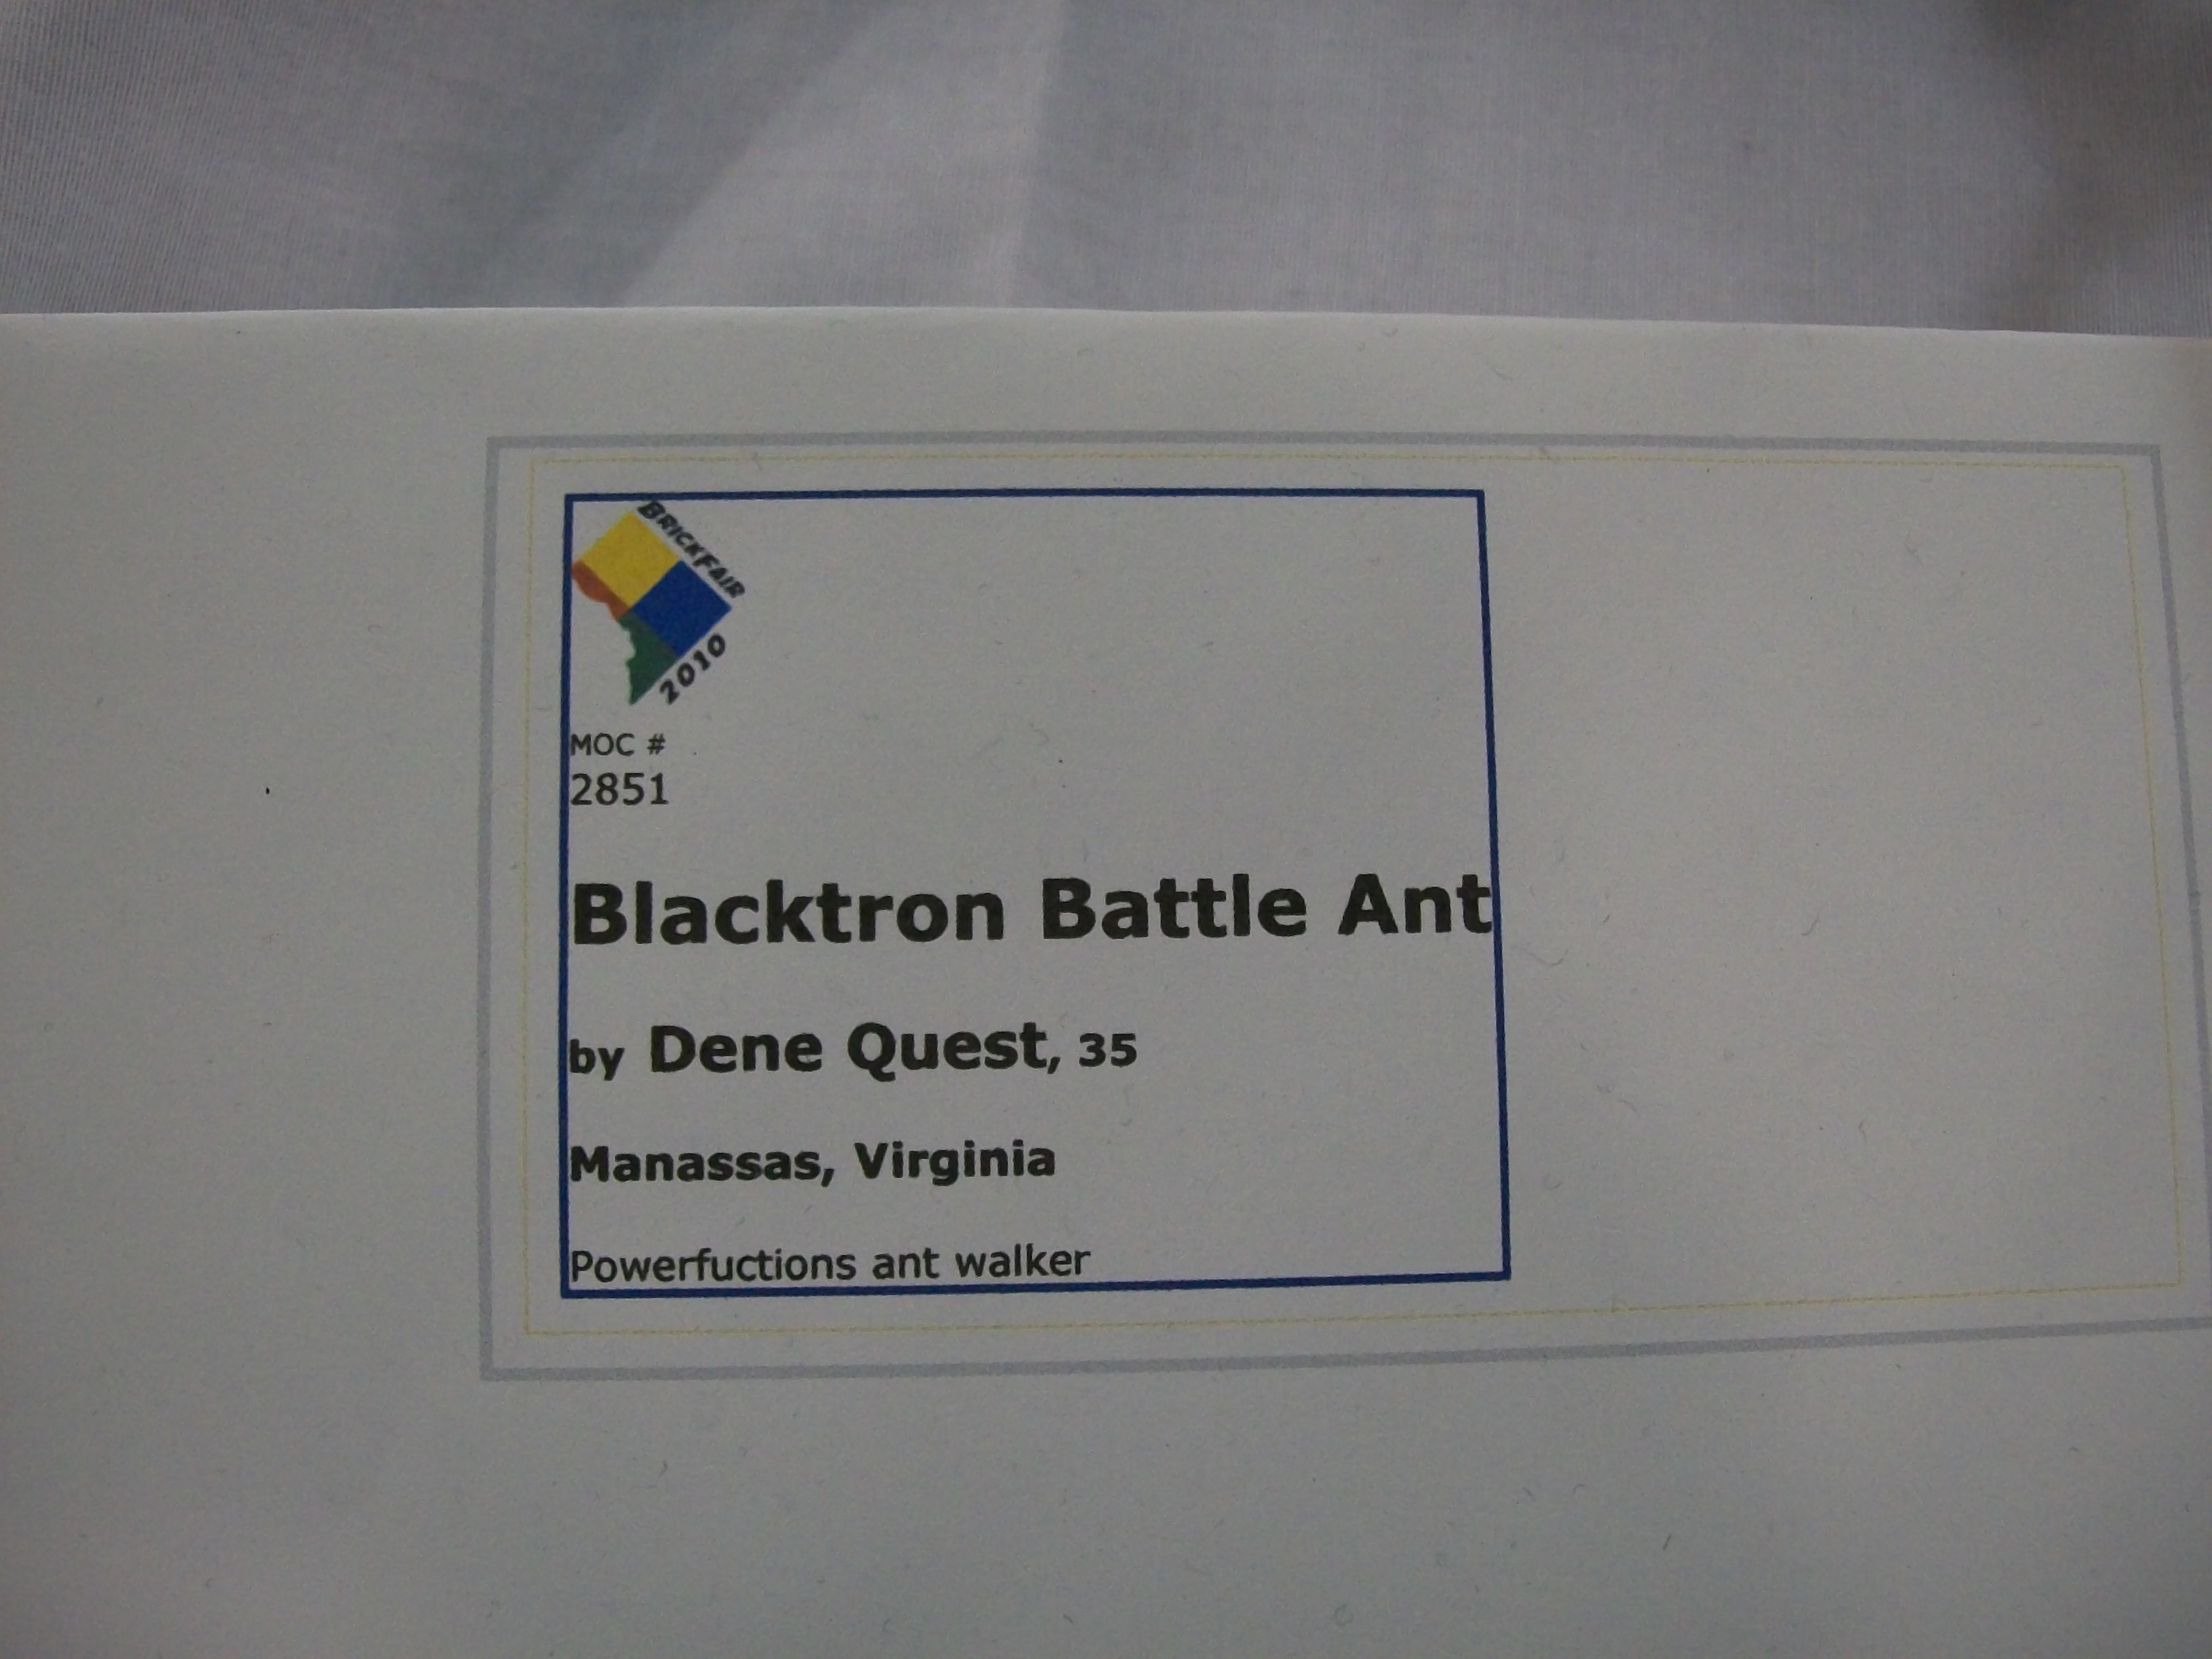 BRICKFAIR
2010
MOC #
2851
Blacktron Battle Ant
by Dene Quest, 35
Manassas, Virginia
Powerfuctions ant walker